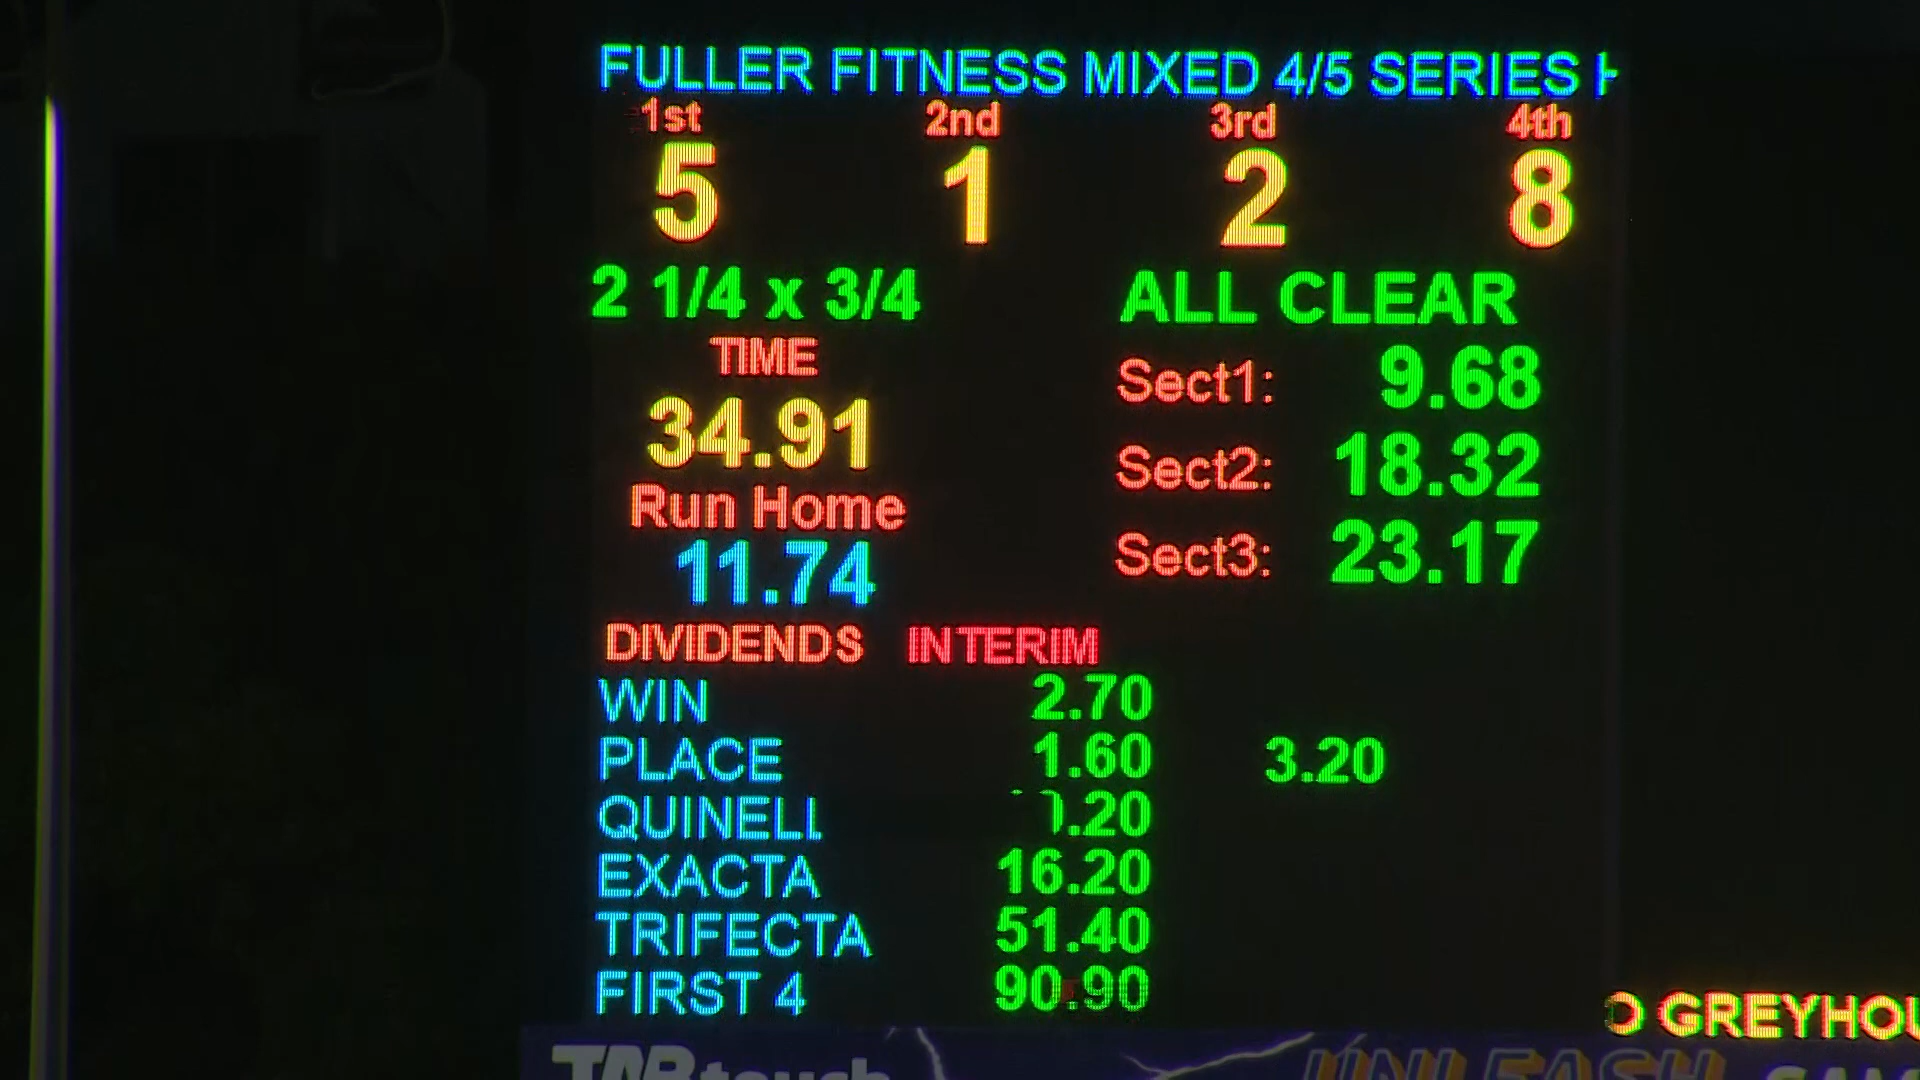 FULLER FITNESS MIXED 4/5 SERIES H
1st 2nd 3rd 4th
5 1 2 8
2 1/4 x 3/4 ALL CLEAR
TIME
34.91
Run Home
11.74
Sect1: 9.68
Sect2: 18.32
Sect3: 23.17
DIVIDENDS INTERIM
WIN 2.70
PLACE 1.60 3.20
QUINELL .20
EXACTA 16.20
TRIFECTA 51.40
FIRST 4 90.90
O GREYHOU
TABtouch UNLEASH